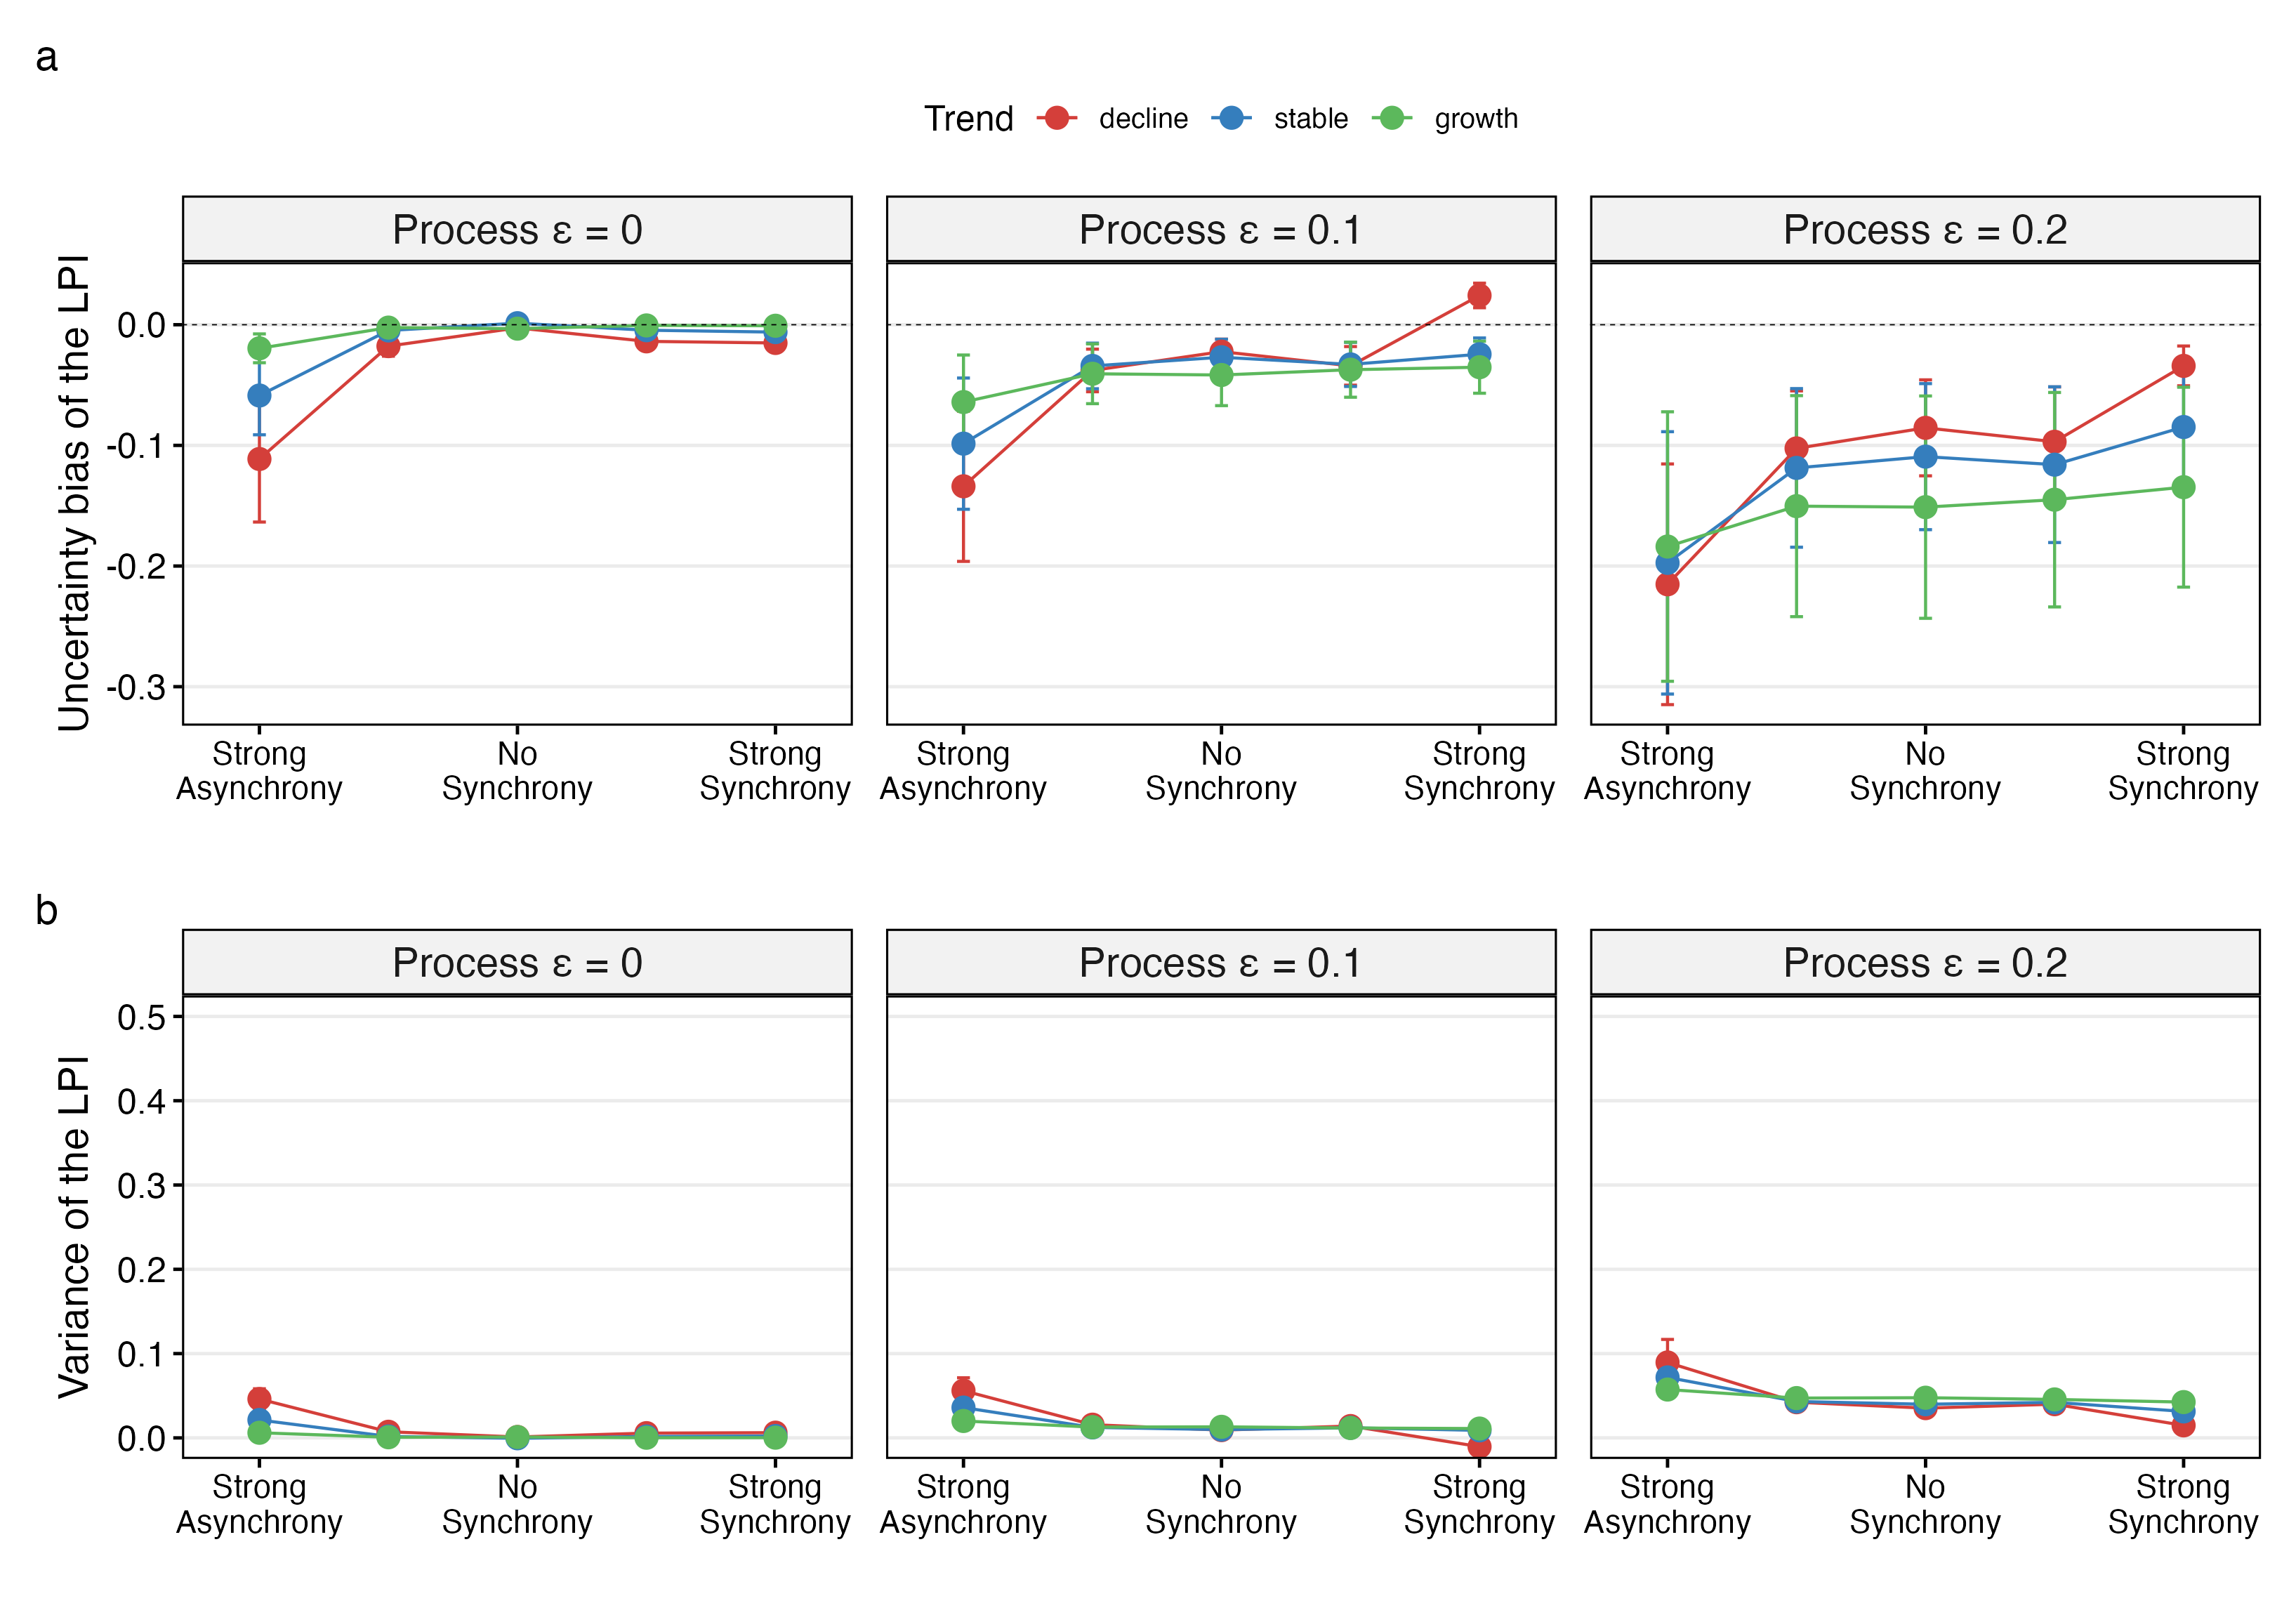 a
Trend decline stable growth
Process ε = 0 Process ε = 0.1 Process ε = 0.2
Uncertainty bias of the LPI
0.0
-0.1
-0.2
-0.3
Strong No Strong Strong No Strong Strong No Strong
Asynchrony Synchrony Synchrony Asynchrony Synchrony Synchrony Asynchrony Synchrony Synchrony
b
Process ε = 0 Process ε = 0.1 Process ε = 0.2
Variance of the LPI
0.5
0.4
0.3
0.2
0.1
0.0
Strong No Strong Strong No Strong Strong No Strong
Asynchrony Synchrony Synchrony Asynchrony Synchrony Synchrony Asynchrony Synchrony Synchrony